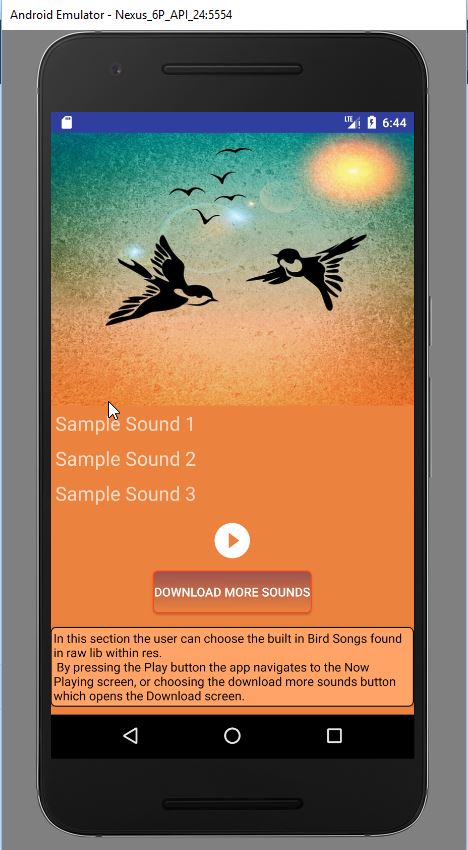 Android Emulator - Nexus_6P_API_24:5554
LTE 6:44
Sample Sound 1
Sample Sound 2
Sample Sound 3
DOWNLOAD MORE SOUNDS
In this section the user can choose the built in Bird Songs found
in raw lib within res.
By pressing the Play button the app navigates to the Now
Playing screen, or choosing the download more sounds button
which opens the Download screen.